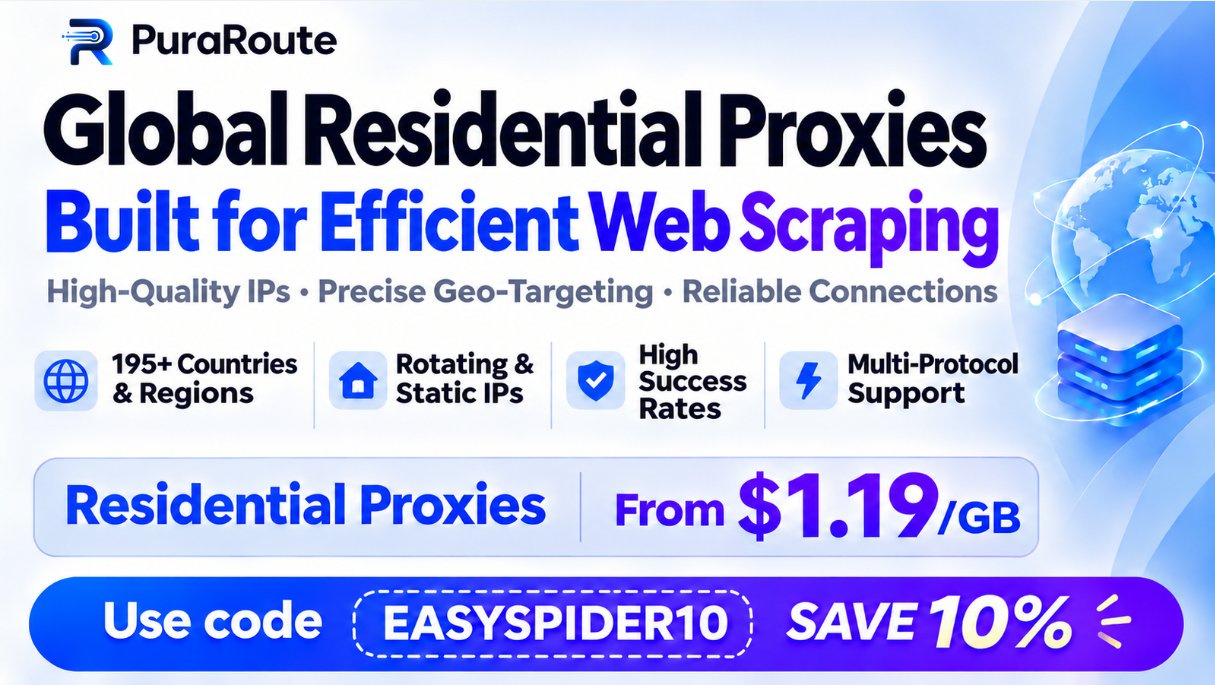 PuraRoute
Global Residential Proxies
Built for Efficient Web Scraping
High-Quality IPs • Precise Geo-Targeting • Reliable Connections
195+ Countries
& Regions
Rotating &
Static IPs
High
Success
Rates
Multi-Protocol
Support
Residential Proxies
From $1.19/GB
Use code EASYSPIDER10 SAVE 10%